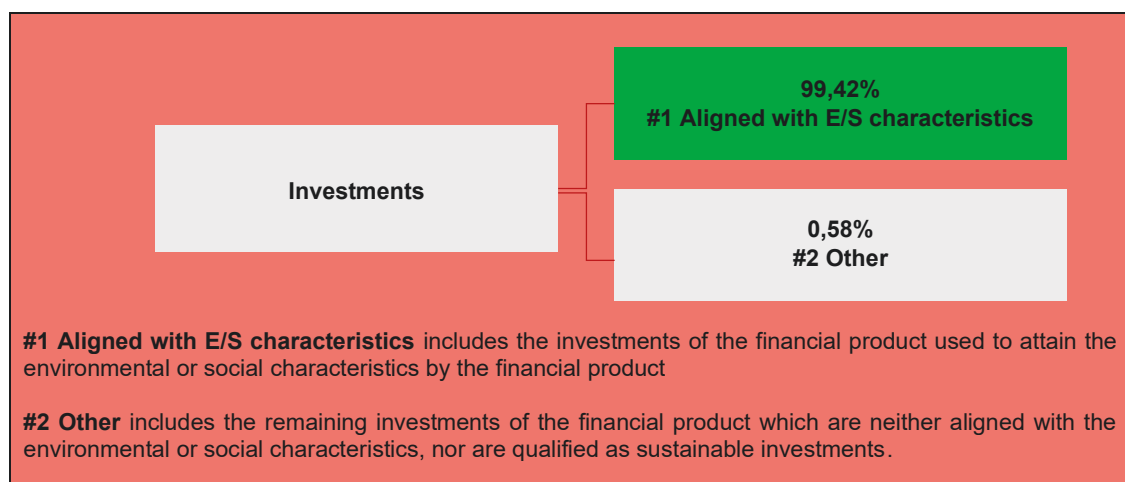 99,42%
#1 Aligned with E/S characteristics
Investments
0,58%
#2 Other
#1 Aligned with E/S characteristics includes the investments of the financial product used to attain the
environmental or social characteristics by the financial product
#2 Other includes the remaining investments of the financial product which are neither aligned with the
environmental or social characteristics, nor are qualified as sustainable investments.